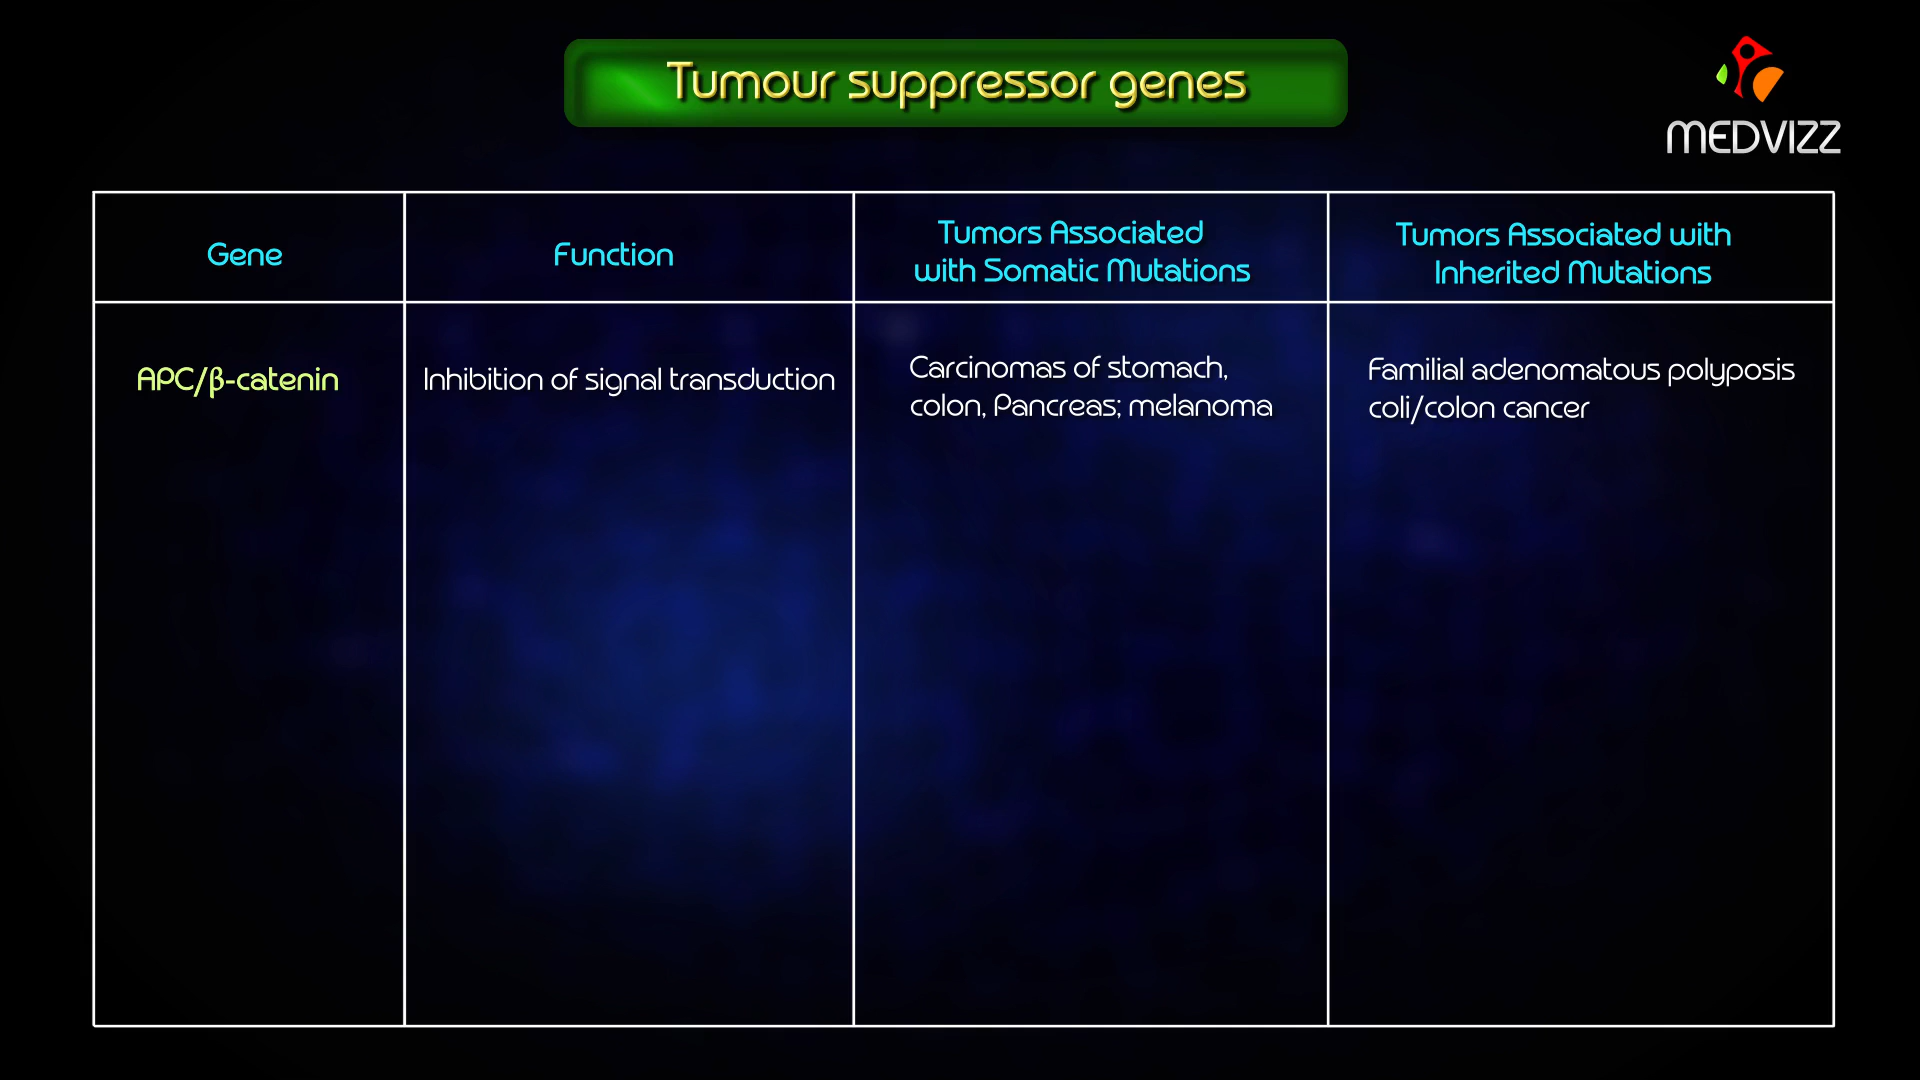 Tumour suppressor genes
MEDVIZZ
Gene
Function
Tumors Associated
with Somatic Mutations
Tumors Associated with
Inherited Mutations
APC/β-catenin
Inhibition of signal transduction
Carcinomas of stomach,
colon, Pancreas; melanoma
Familial adenomatous polyposis
coli/colon cancer